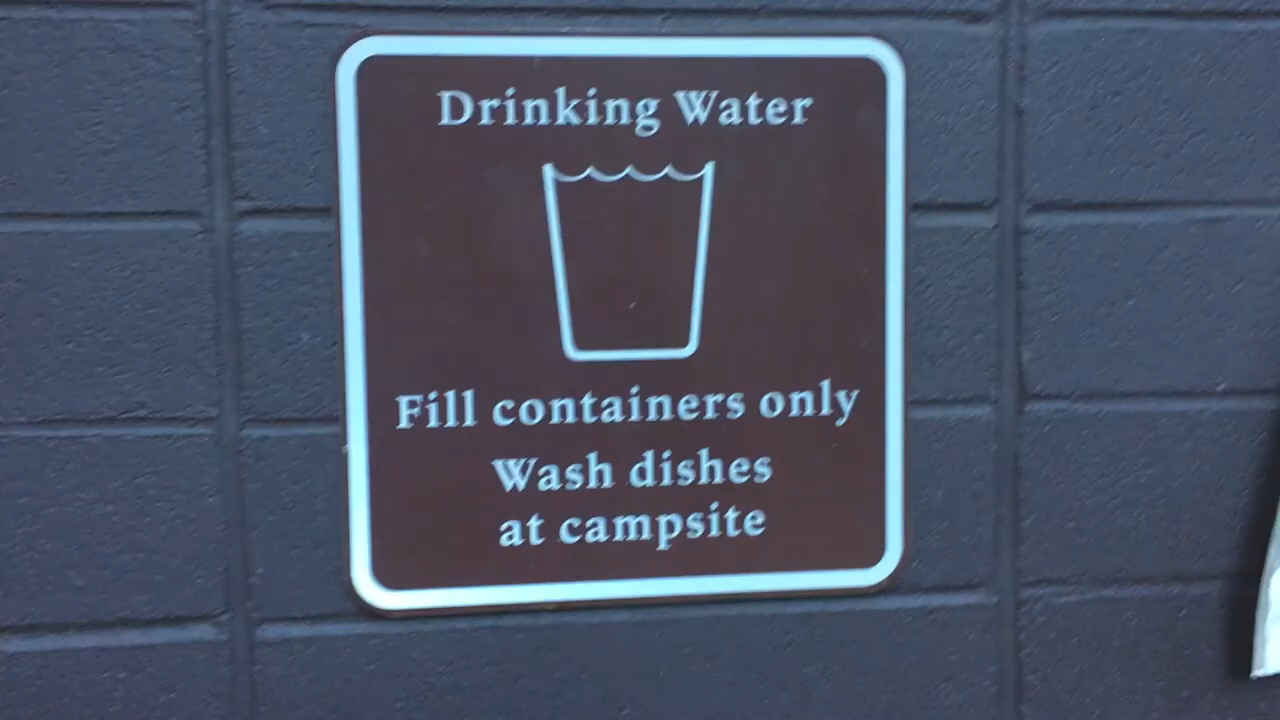 Drinking Water
Fill containers only
Wash dishes
at campsite